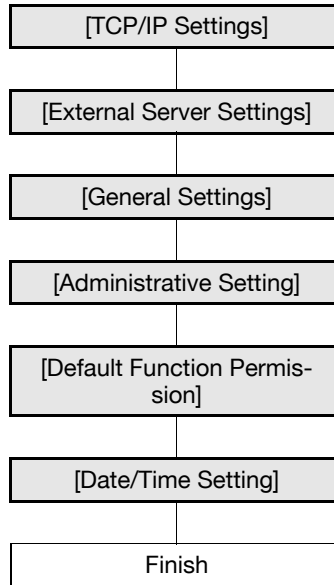 [TCP/IP Settings]
[External Server Settings]
[General Settings]
[Administrative Setting]
[Default Function Permis-
sion]
[Date/Time Setting]
Finish